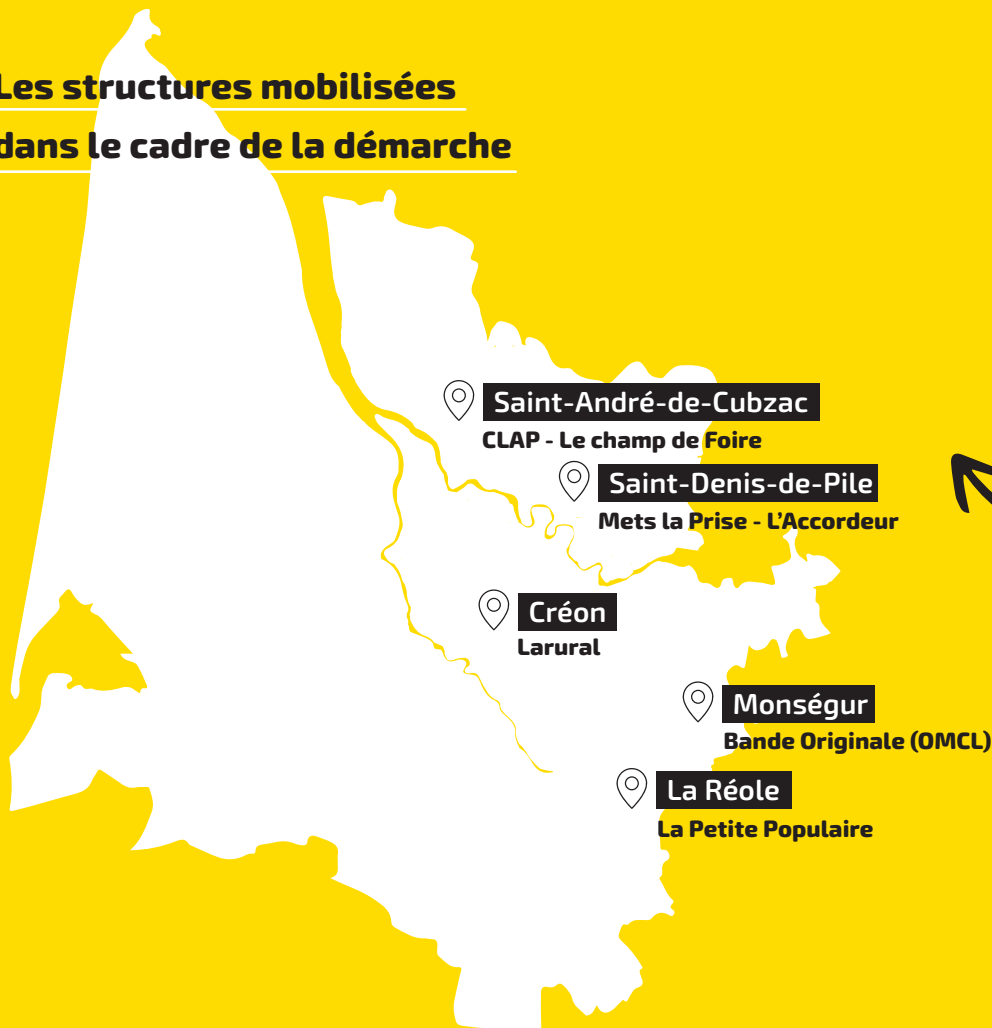 Les structures mobilisées
dans le cadre de la démarche
Saint-André-de-Cubzac
CLAP - Le champ de Foire
Saint-Denis-de-Pile
Mets la Prise - L'Accordeur
Créon
Larural
Monségur
Bande Originale (OMCL)
La Réole
La Petite Populaire